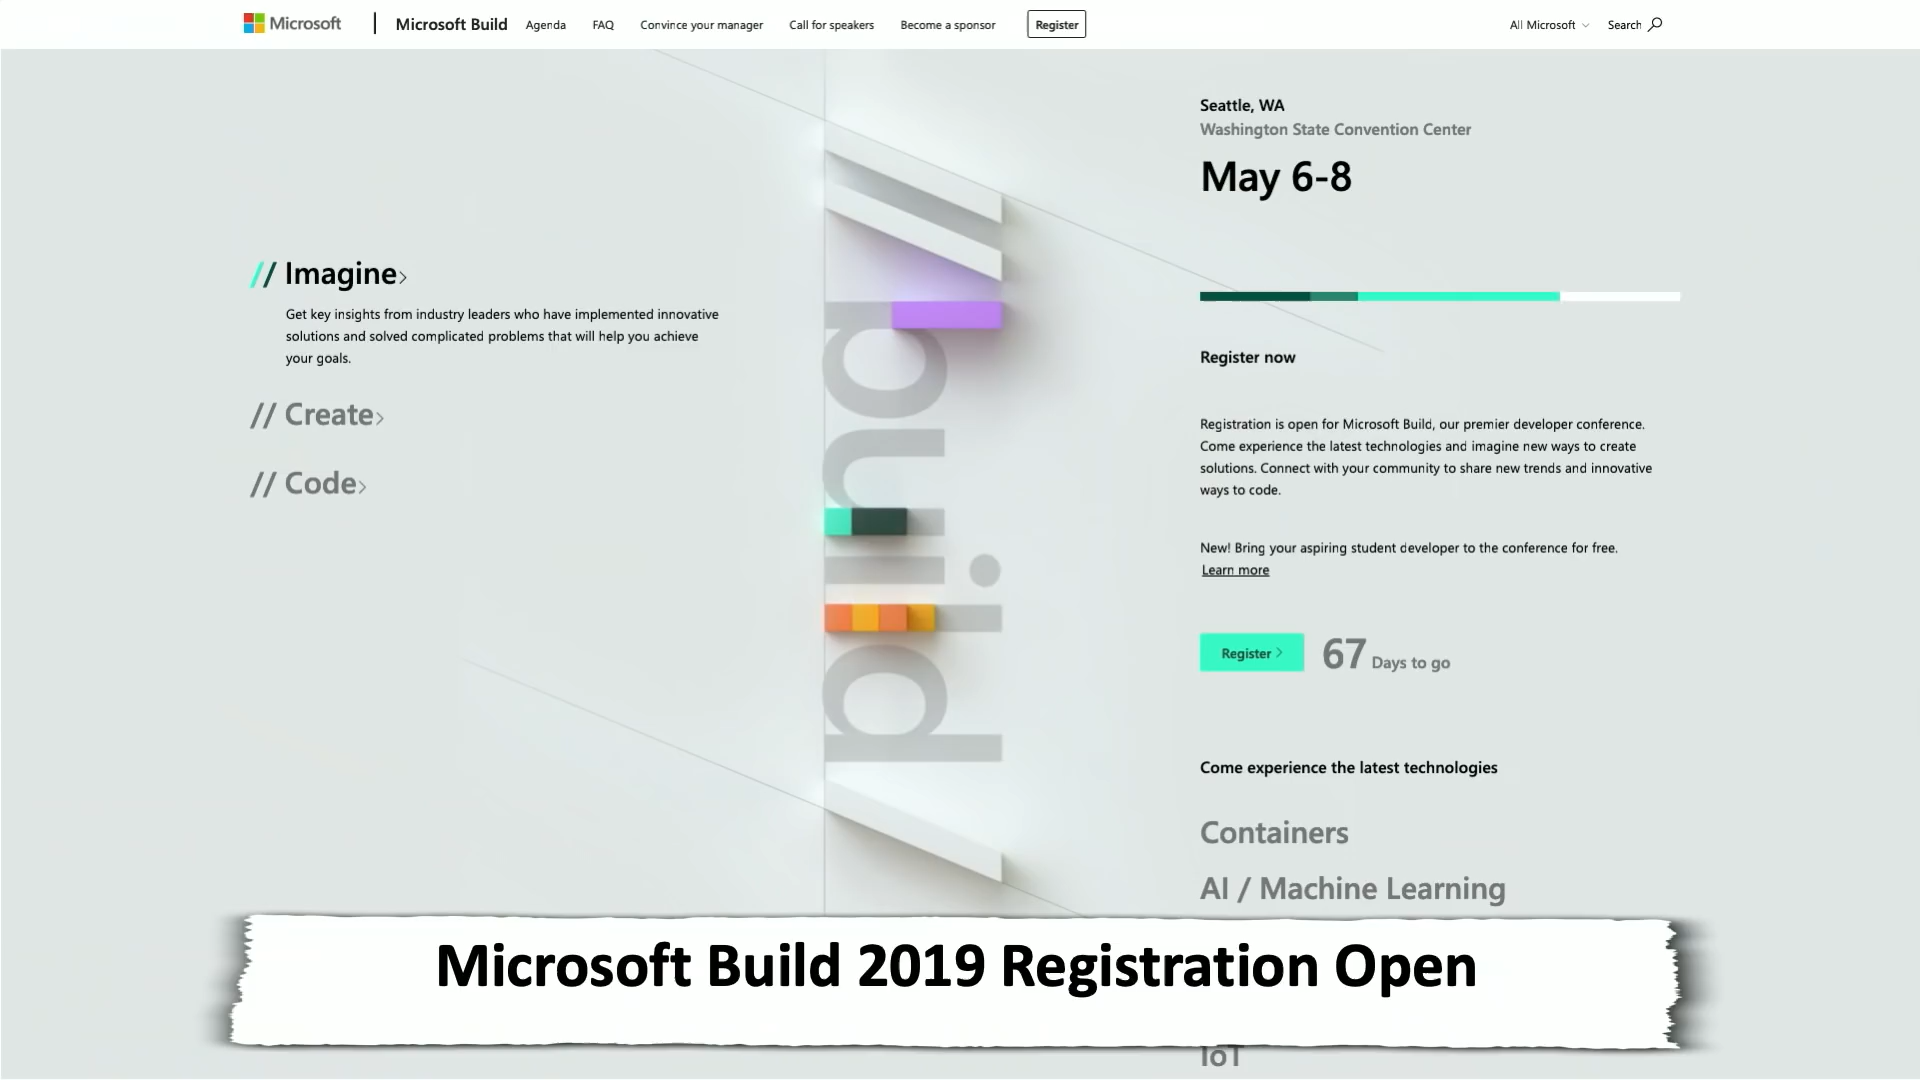 Microsoft
Microsoft Build
Agenda
FAQ
Convince your manager
Call for speakers
Become a sponsor
Register
All Microsoft
Search
// Imagine>
Get key insights from industry leaders who have implemented innovative
solutions and solved complicated problems that will help you achieve
your goals.
// Create>
// Code>
// build /
Seattle, WA
Washington State Convention Center
May 6-8
Register now
Registration is open for Microsoft Build, our premier developer conference.
Come experience the latest technologies and imagine new ways to create
solutions. Connect with your community to share new trends and innovative
ways to code.
New! Bring your aspiring student developer to the conference for free.
Learn more
Register >
67 Days to go
Come experience the latest technologies
Containers
AI / Machine Learning
Microsoft Build 2019 Registration Open
IoT